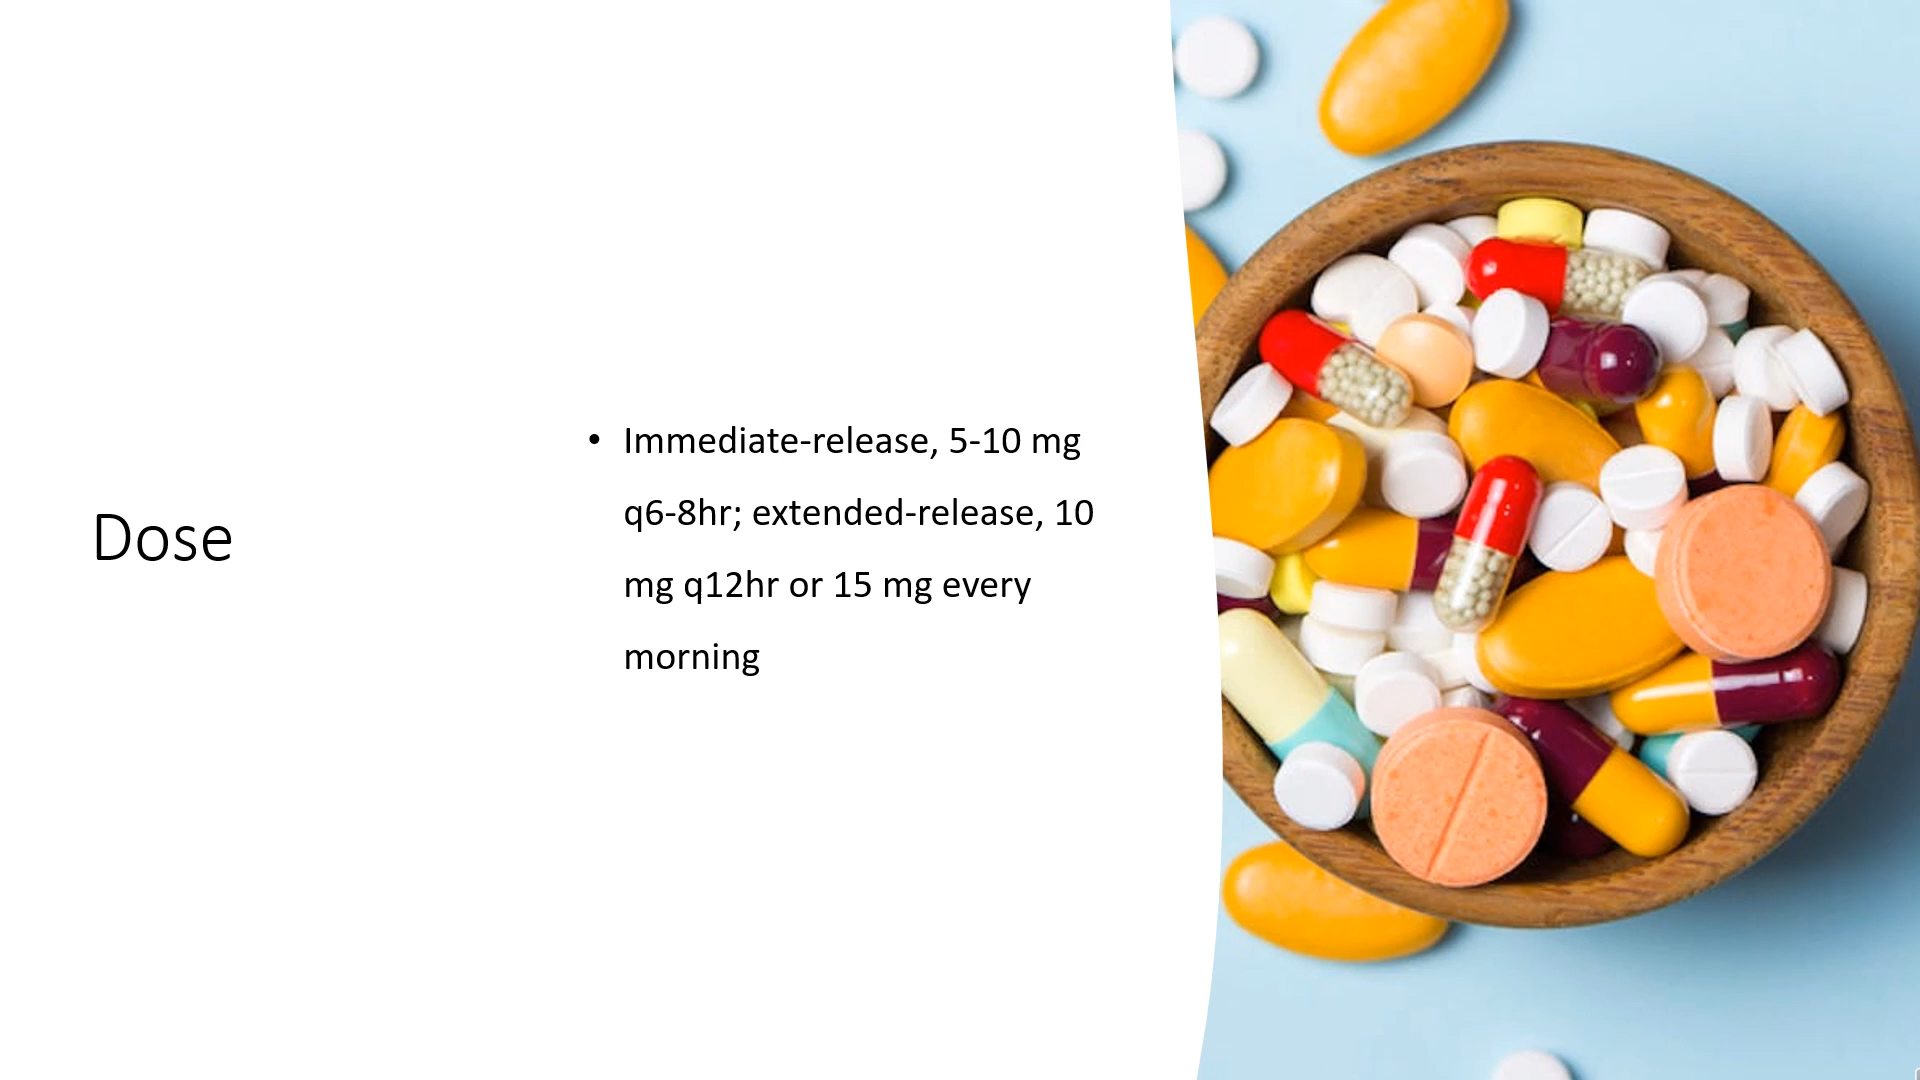 Dose
• Immediate-release, 5-10 mg
q6-8hr; extended-release, 10
mg q12hr or 15 mg every
morning